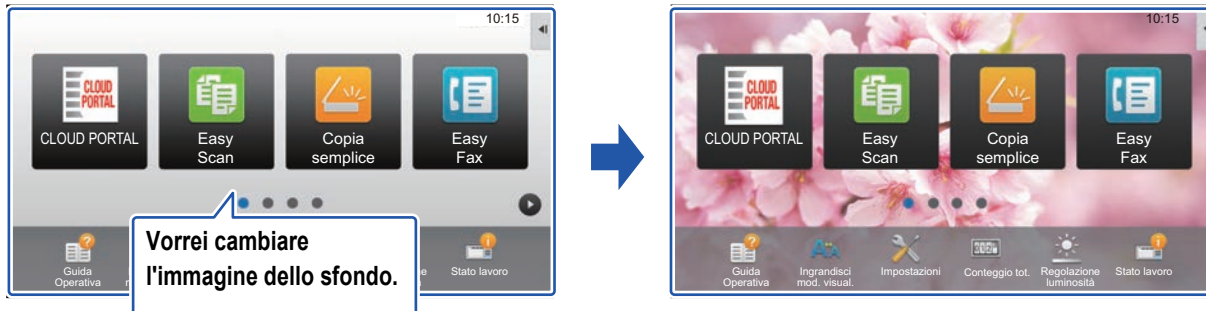 10:15
CLOUD
PORTAL
CLOUD PORTAL
Easy
Scan
Copia
semplice
Easy
Fax
Vorrei cambiare
l'immagine dello sfondo.
Guida
Operativa
Stato lavoro
10:15
CLOUD
PORTAL
CLOUD PORTAL
Easy
Scan
Copia
semplice
Easy
Fax
Guida
Operativa
Ingrandisci
mod. visual.
Impostazioni
Conteggio tot.
Regolazione
luminosità
Stato lavoro